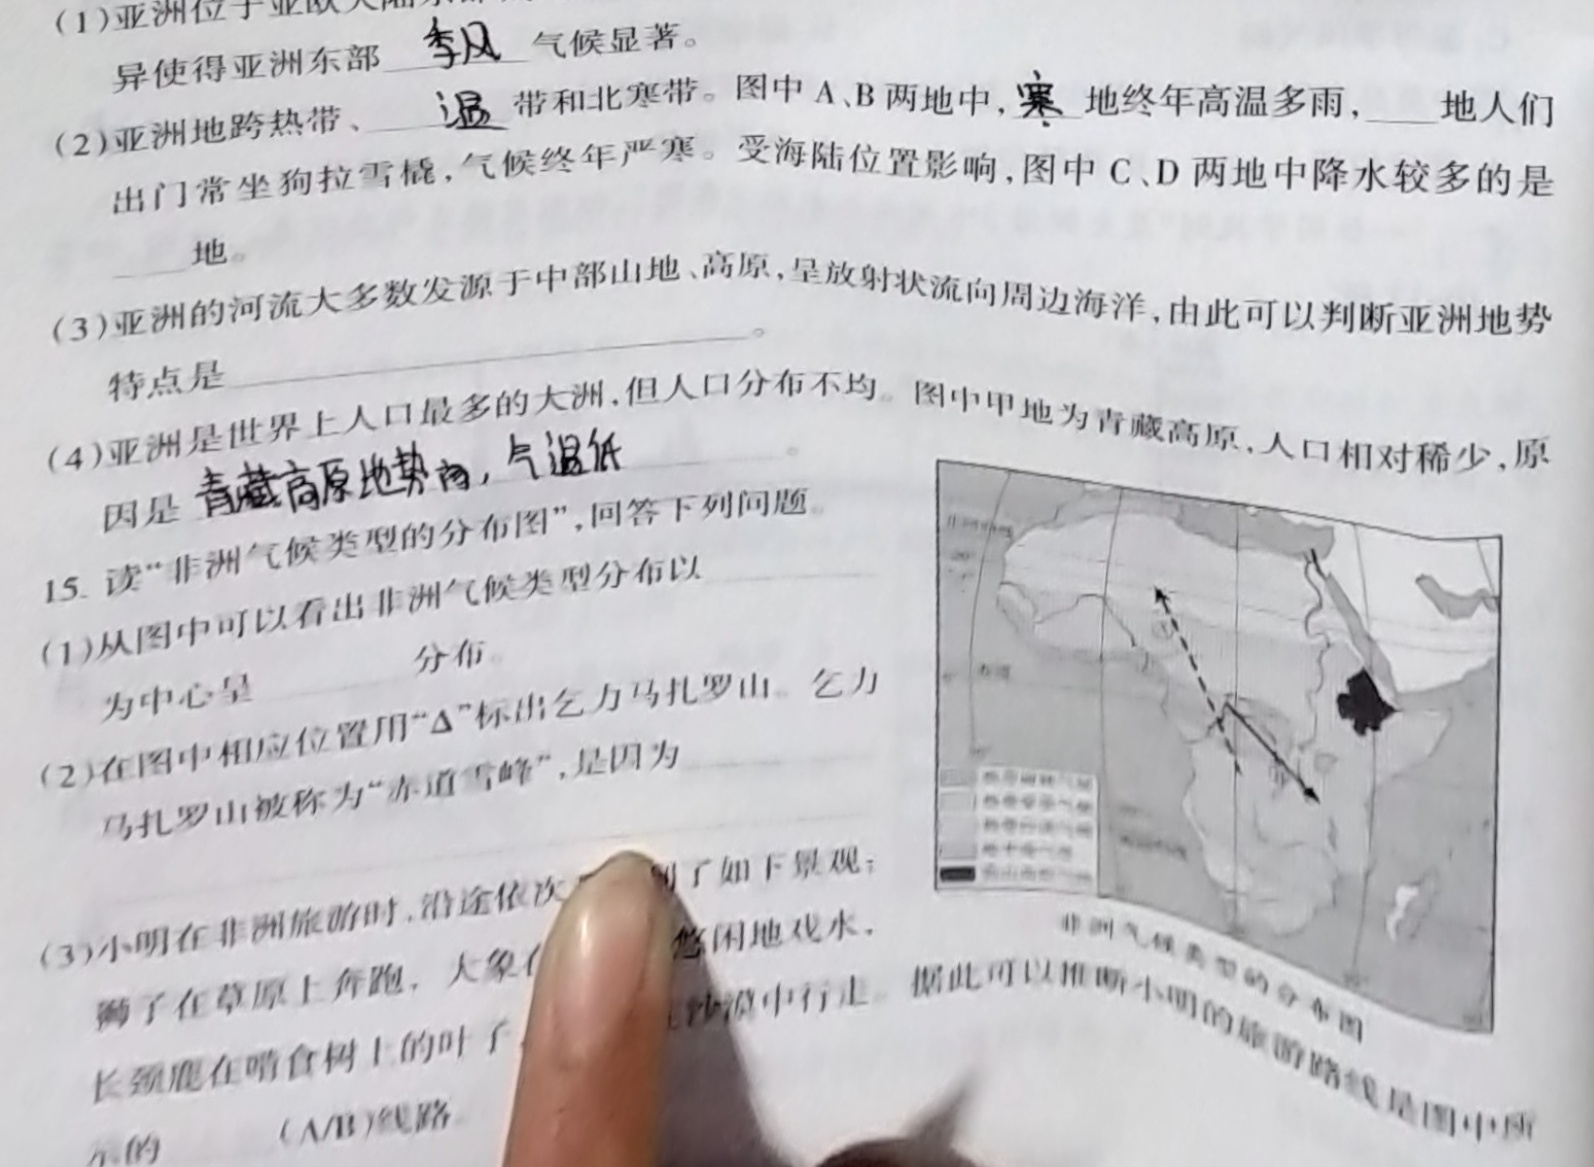 (1)亚洲位于亚欧大陆东部
异使得亚洲东部 季风 气候显著。
(2)亚洲地跨热带、 温 带和北寒带。图中A、B两地中, 寒 地终年高温多雨,____地人们
出门常坐狗拉雪橇,气候终年严寒。受海陆位置影响,图中C、D两地中降水较多的是
____地。
(3)亚洲的河流大多数发源于中部山地、高原,呈放射状流向周边海洋,由此可以判断亚洲地势
特点是____________。
(4)亚洲是世界上人口最多的大洲,但人口分布不均。图中甲地为青藏高原,人口相对稀少,原
因是 青藏高原地势高,气温低 。
15. 读“非洲气候类型的分布图”,回答下列问题。
(1)从图中可以看出非洲气候类型分布以________
为中心呈________分布。
(2)在图中相应位置用“Δ”标出乞力马扎罗山。乞力
马扎罗山被称为“赤道雪峰”,是因为________
________________。
(3)小明在非洲旅游时,沿途依次 到了如下景观:
狮子在草原上奔跑, 大象在 悠闲地戏水,
长颈鹿在啃食树上的叶子, 沙漠中行走。据此可以推断小明的旅游路线是图中所
示的____(A/B)线路。
赤道
非洲气候类型的分布图